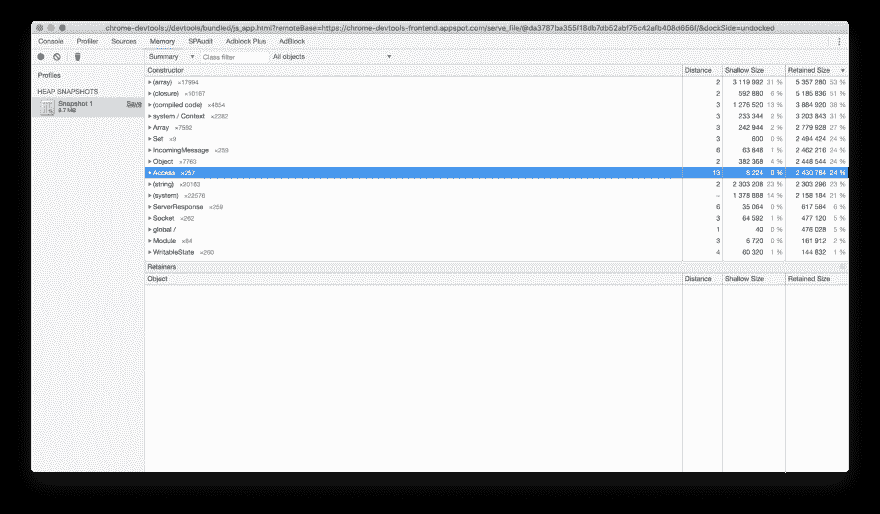 chrome-devtools://devtools/bundled/js_app.html?remoteBase=https://chrome-devtools-frontend.appspot.com/serve_file/@da3787ba355f18db7db52abf75c42afb408d656f/&dockSide=undocked
Console Profiler Sources Memory SPAudit Adblock Plus AdBlock
Summary ▼ Class filter All objects ▼
Profiles
HEAP SNAPSHOTS
Snapshot 1 Save
9.7 MB
Constructor Distance Shallow Size Retained Size ▼
(array) ×17994 2 3 119 992 31 % 5 357 280 53 %
(closure) ×10167 2 592 880 6 % 5 185 836 51 %
(compiled code) ×4654 3 1 276 520 13 % 3 884 920 38 %
system / Context ×2382 3 233 344 2 % 3 203 843 31 %
Array ×7592 3 242 944 2 % 2 779 928 27 %
Set ×9 3 600 0 % 2 494 424 24 %
IncomingMessage ×259 6 63 648 1 % 2 462 216 24 %
Object ×7763 2 382 368 4 % 2 448 544 24 %
Access ×257 13 6 224 0 % 2 430 784 24 %
(string) ×20163 2 2 303 208 23 % 2 303 296 23 %
(system) ×22576 – 1 378 888 14 % 2 158 184 21 %
ServerResponse ×259 6 35 064 0 % 617 584 6 %
Socket ×262 3 64 592 1 % 477 120 5 %
global / 1 40 0 % 476 028 5 %
Module ×84 3 6 720 0 % 161 912 2 %
WritableState ×260 4 60 320 1 % 144 832 1 %
Retainers
Object Distance Shallow Size Retained Size